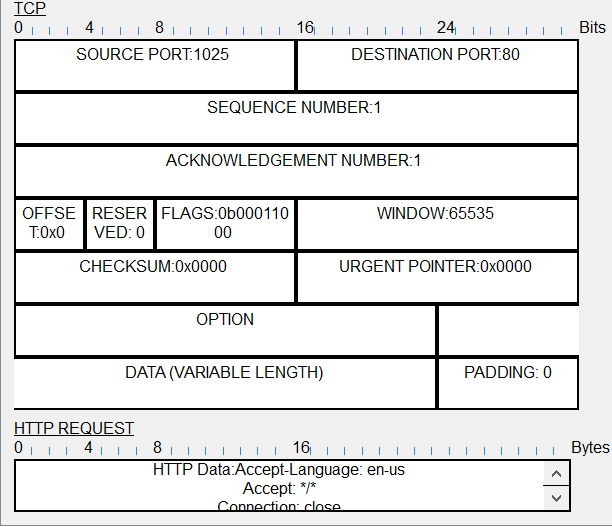 TCP
0 4 8 16 24 Bits
SOURCE PORT:1025 DESTINATION PORT:80
SEQUENCE NUMBER:1
ACKNOWLEDGEMENT NUMBER:1
OFFSE RESER FLAGS:0b000110 WINDOW:65535
T:0x0 VED: 0 00
CHECKSUM:0x0000 URGENT POINTER:0x0000
OPTION
DATA (VARIABLE LENGTH) PADDING: 0
HTTP REQUEST
0 4 8 16 Bytes
HTTP Data:Accept-Language: en-us
Accept: */*
Connection: close